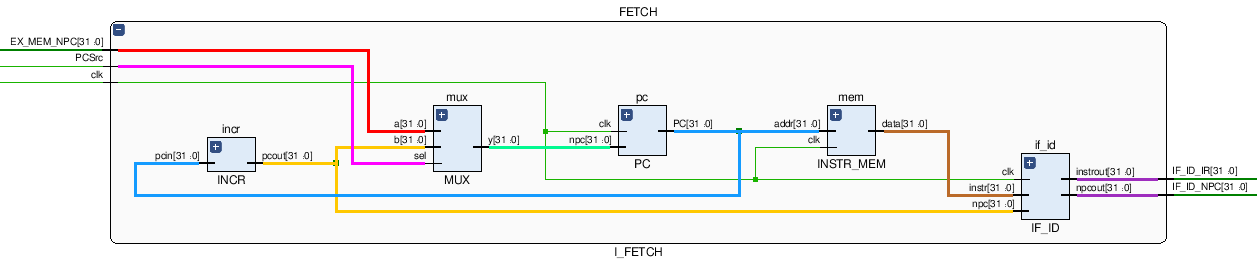 FETCH
EX_MEM_NPC[31 :0]
PCSrc
clk
incr
pcin[31 :0]
pcout[31 :0]
INCR
mux
a[31 :0]
b[31 :0]
sel
y[31 :0]
MUX
pc
clk
npc[31 :0]
PC[31 :0]
PC
mem
addr[31 :0]
clk
data[31 :0]
INSTR_MEM
if_id
clk
instr[31 :0]
npc[31 :0]
instrout[31 :0]
npcout[31 :0]
IF_ID
IF_ID_IR[31 :0]
IF_ID_NPC[31 :0]
I_FETCH